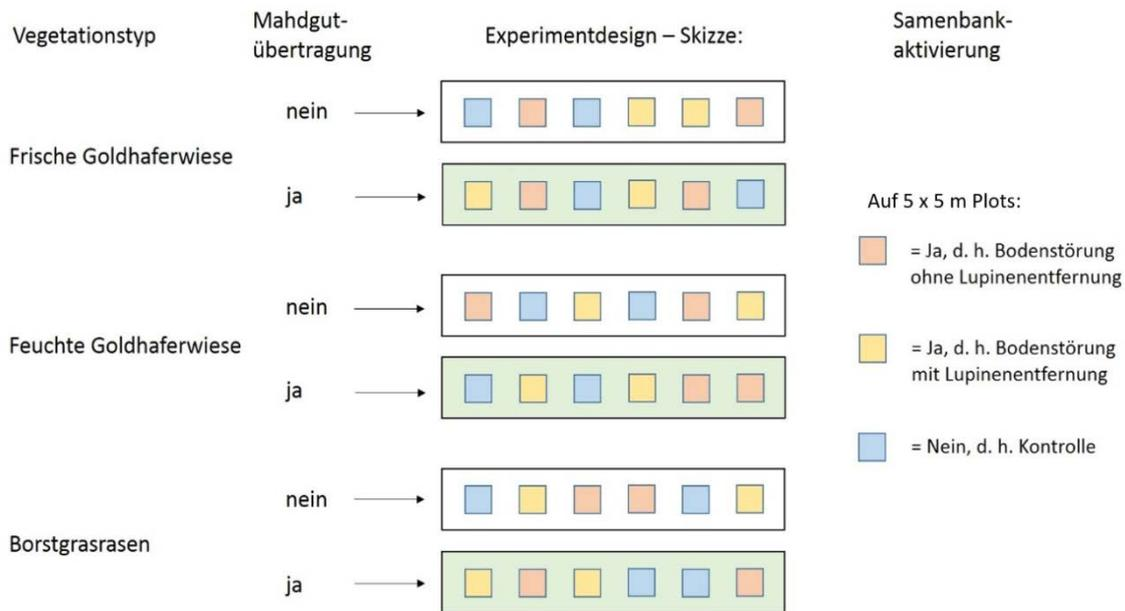 Vegetationstyp
Mahdgut-
übertragung
Experimentdesign – Skizze:
Samenbank-
aktivierung
Frische Goldhaferwiese
nein
ja
Feuchte Goldhaferwiese
nein
ja
Borstgrasrasen
nein
ja
Auf 5 x 5 m Plots:
= Ja, d. h. Bodenstörung
ohne Lupinenentfernung
= Ja, d. h. Bodenstörung
mit Lupinenentfernung
= Nein, d. h. Kontrolle